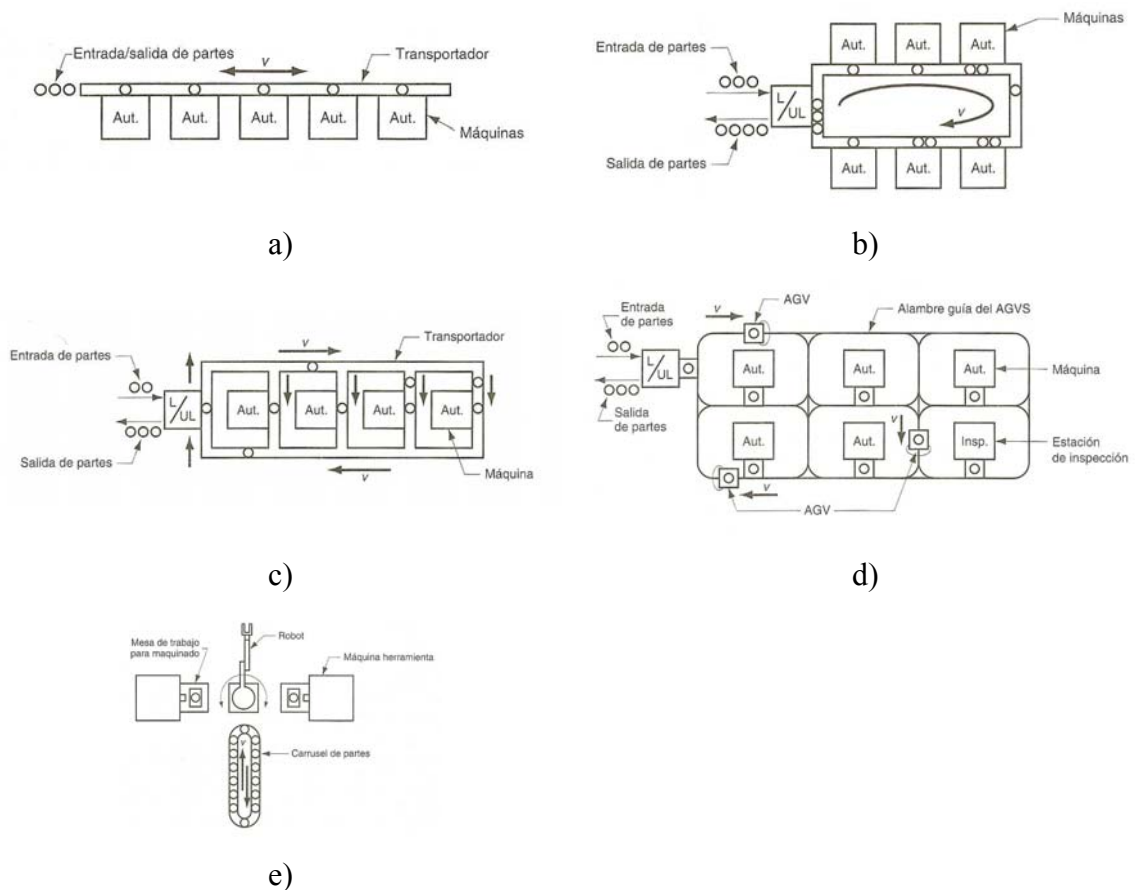 Entrada/salida de partes
v
Transportador
Aut. Aut. Aut. Aut. Aut.
Máquinas
a)
Máquinas
Entrada de partes
Aut. Aut. Aut.
L/UL
v
Salida de partes
Aut. Aut. Aut.
b)
Transportador
v
Entrada de partes
L/UL
Aut. Aut. Aut. Aut.
Salida de partes
v
Máquina
c)
AGV
Alambre guía del AGVS
v
Entrada
de partes
L/UL
Aut. Aut. Aut.
Máquina
Salida
de partes
v
Aut. Aut. Insp.
Estación
de inspección
v
AGV
d)
Mesa de trabajo
para maquinado
Robot
Máquina herramienta
v
Carrusel de partes
e)